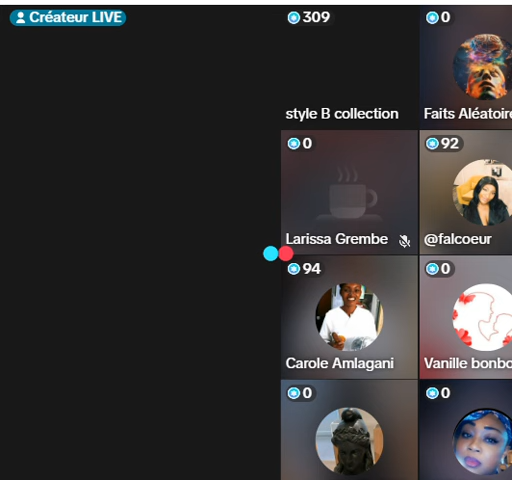 Créateur LIVE
309
0
style B collection
Faits Aléatoir
0
92
Larissa Grembe
@falcoeur
94
0
Carole Amlagani
Vanille bonbo
0
0